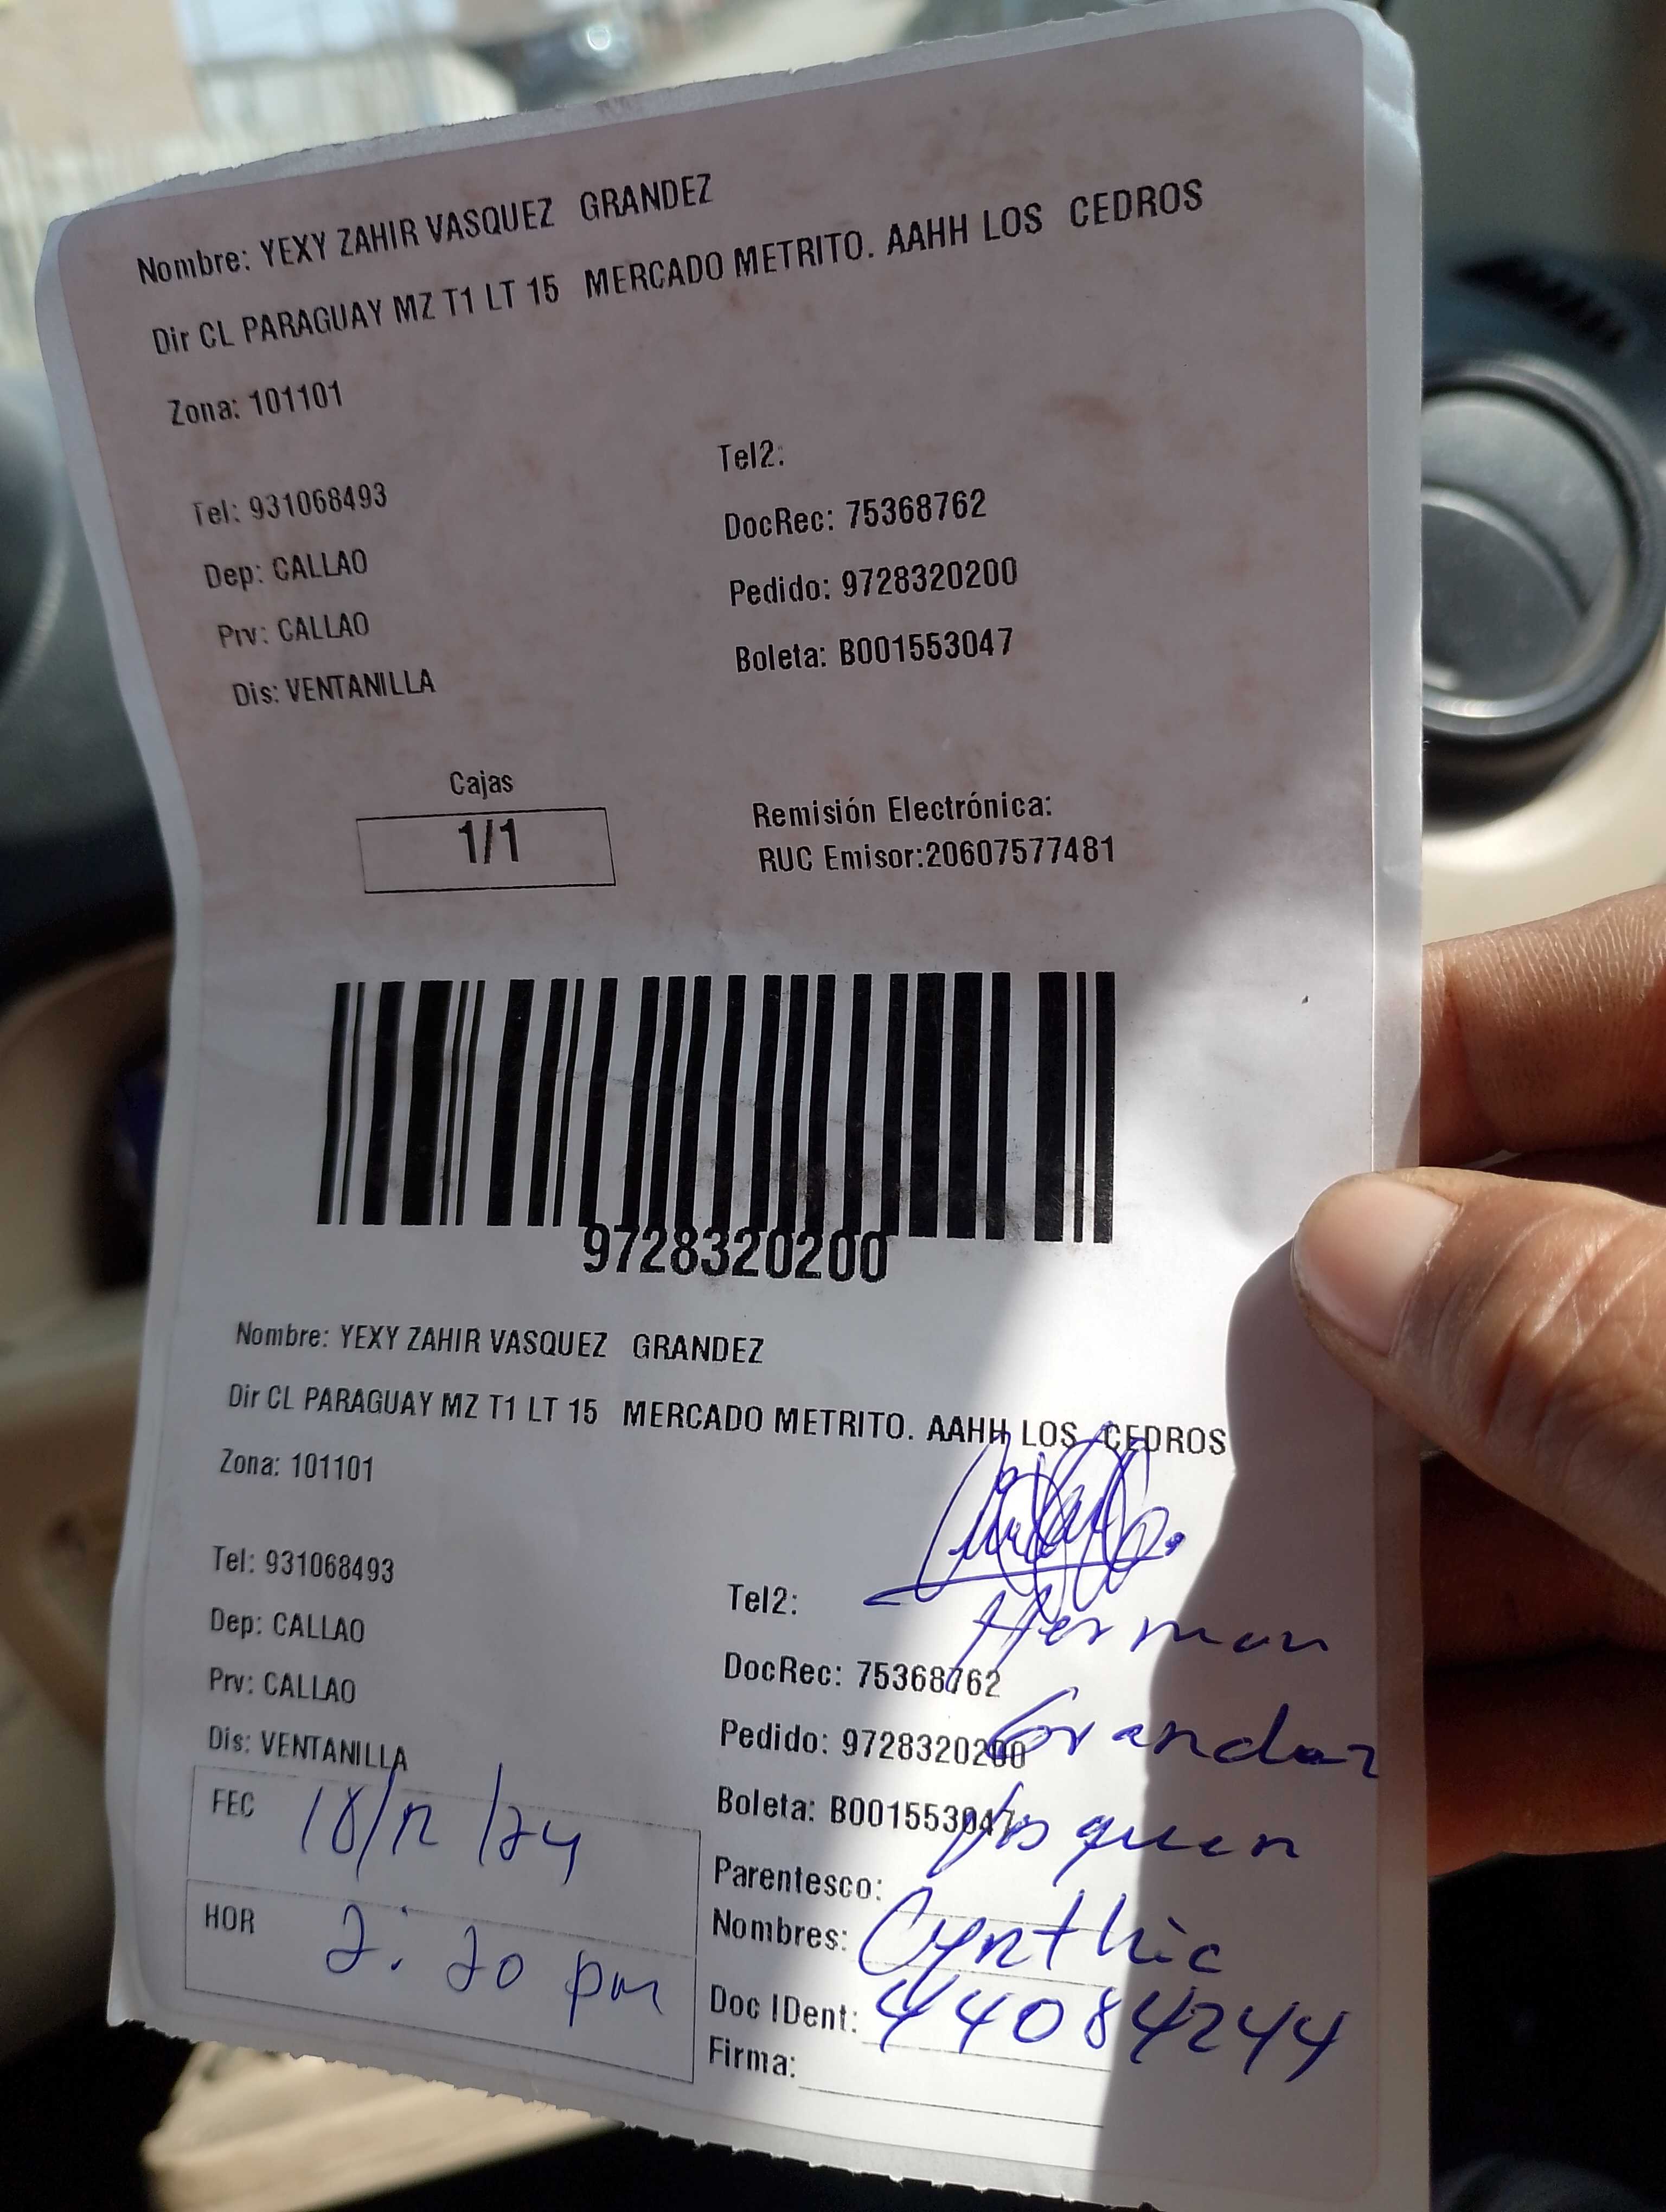 Nombre: YEXY ZAHIR VASQUEZ GRANDEZ
Dir CL PARAGUAY MZ T1 LT 15 MERCADO METRITO. AAHH LOS CEDROS
Zona: 101101
Tel: 931068493
Tel2:
Dep: CALLAO
DocRec: 75368762
Prv: CALLAO
Pedido: 9728320200
Dis: VENTANILLA
Boleta: B001553047
Cajas
1/1
Remisión Electrónica:
RUC Emisor:20607577481
9728320200
Nombre: YEXY ZAHIR VASQUEZ GRANDEZ
Dir CL PARAGUAY MZ T1 LT 15 MERCADO METRITO. AAHH LOS CEDROS
Zona: 101101
Tel: 931068493
Tel2:
Dep: CALLAO
DocRec: 75368762
Prv: CALLAO
Pedido: 9728320200
Dis: VENTANILLA
Boleta: B001553047
FEC 18/12/24
HOR 2:20 pm
Parentesco:
Nombres: Cynthia
Doc IDent: 44084244
Firma: